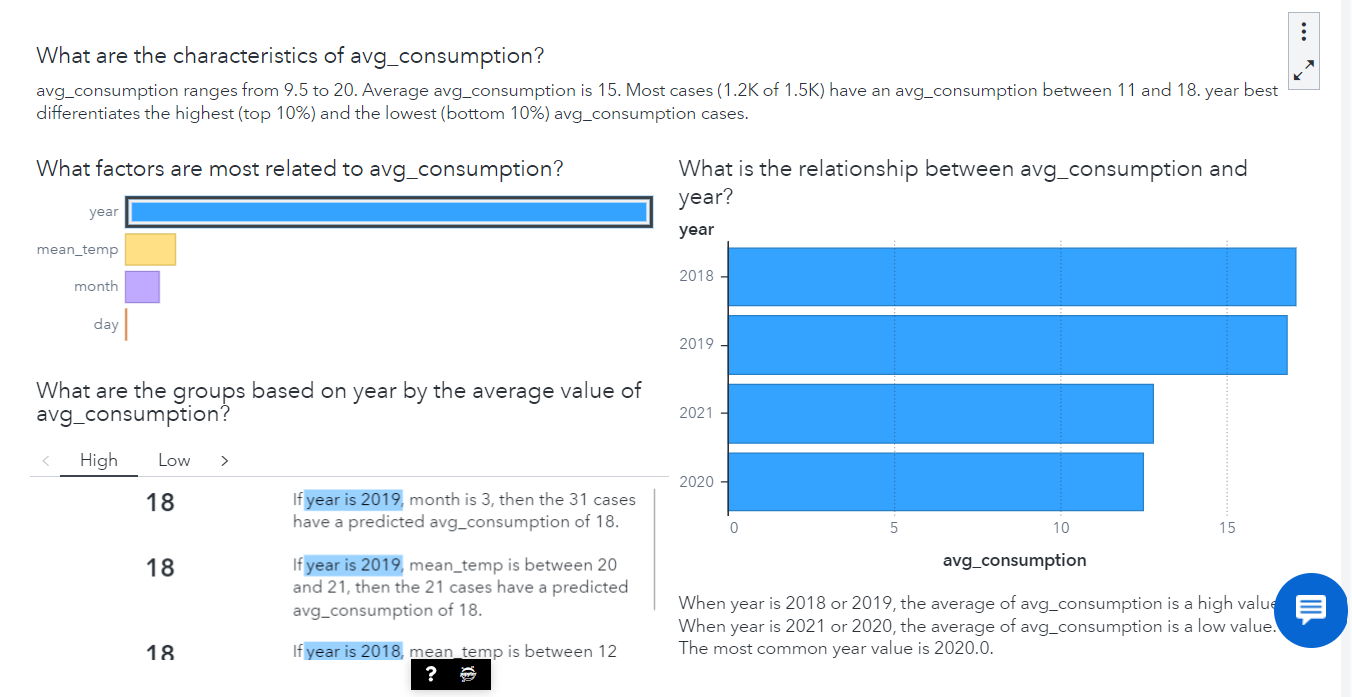 What are the characteristics of avg_consumption?
avg_consumption ranges from 9.5 to 20. Average avg_consumption is 15. Most cases (1.2K of 1.5K) have an avg_consumption between 11 and 18. year best
differentiates the highest (top 10%) and the lowest (bottom 10%) avg_consumption cases.
What factors are most related to avg_consumption?
year
mean_temp
month
day
What are the groups based on year by the average value of
avg_consumption?
< High Low >
18
If year is 2019, month is 3, then the 31 cases
have a predicted avg_consumption of 18.
18
If year is 2019, mean_temp is between 20
and 21, then the 21 cases have a predicted
avg_consumption of 18.
18
If year is 2018, mean_temp is between 12
?
What is the relationship between avg_consumption and
year?
year
2018
2019
2021
2020
0 5 10 15
avg_consumption
When year is 2018 or 2019, the average of avg_consumption is a high value
When year is 2021 or 2020, the average of avg_consumption is a low value.
The most common year value is 2020.0.